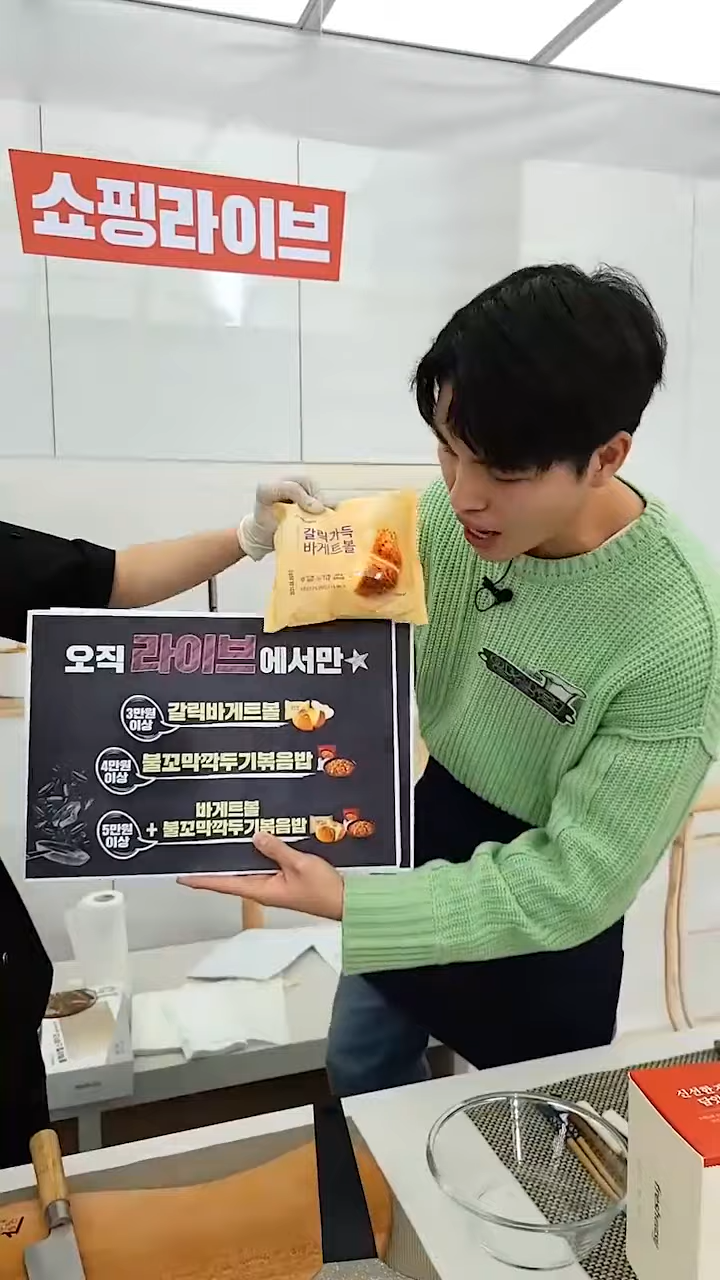 쇼핑라이브
갈릭가득
바게트볼
오직 라이브에서만
3만원
이상
갈릭바게트볼
4만원
이상
불꼬막깍두기볶음밥
5만원
이상
바게트볼
+ 불꼬막깍두기볶음밥
freshway